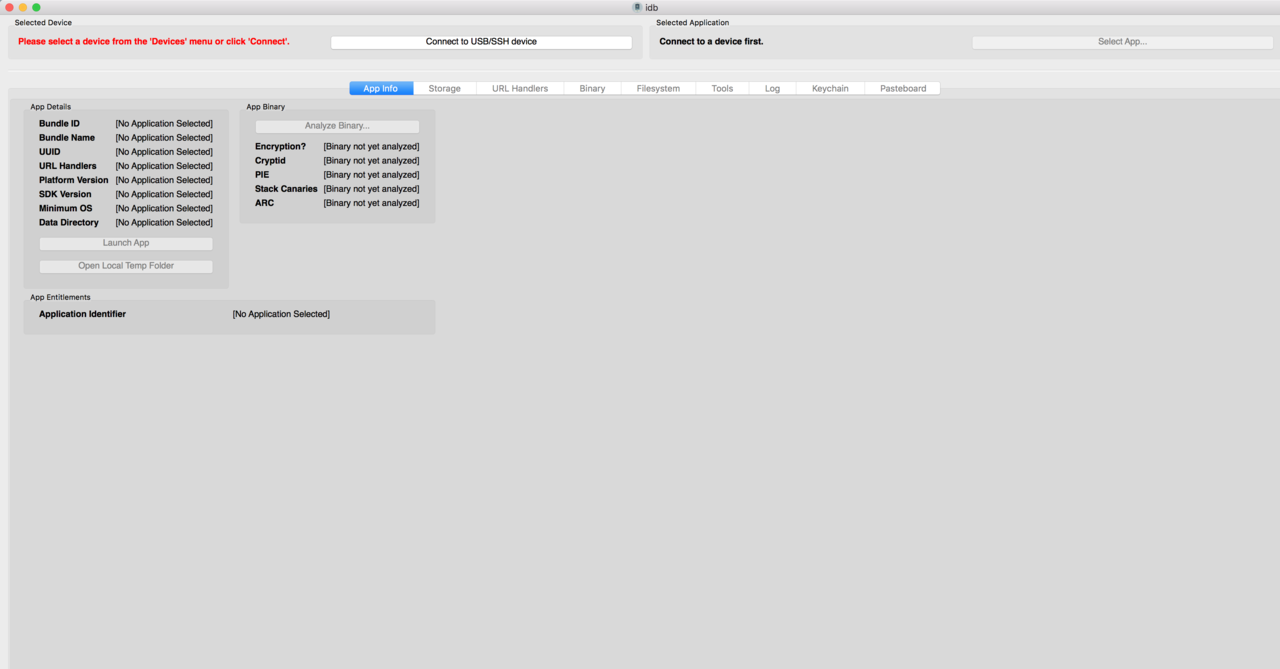 idb
Selected Device
Please select a device from the 'Devices' menu or click 'Connect'.
Connect to USB/SSH device
Selected Application
Connect to a device first.
Select App...
App Info Storage URL Handlers Binary Filesystem Tools Log Keychain Pasteboard
App Details
Bundle ID [No Application Selected]
Bundle Name [No Application Selected]
UUID [No Application Selected]
URL Handlers [No Application Selected]
Platform Version [No Application Selected]
SDK Version [No Application Selected]
Minimum OS [No Application Selected]
Data Directory [No Application Selected]
Launch App
Open Local Temp Folder
App Binary
Analyze Binary...
Encryption? [Binary not yet analyzed]
Cryptid [Binary not yet analyzed]
PIE [Binary not yet analyzed]
Stack Canaries [Binary not yet analyzed]
ARC [Binary not yet analyzed]
App Entitlements
Application Identifier [No Application Selected]